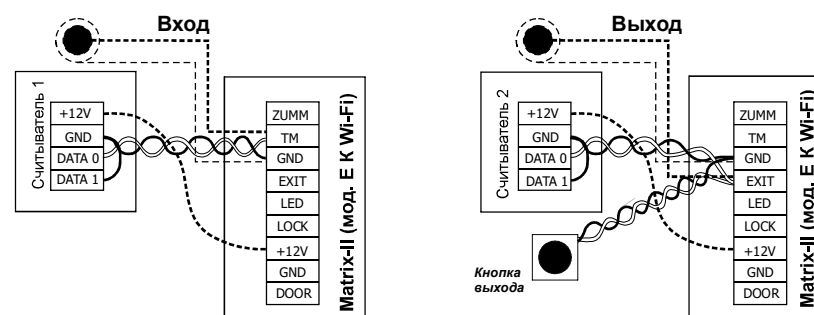 Вход
Считыватель 1
+12V
GND
DATA 0
DATA 1
ZUMM
TM
GND
EXIT
LED
LOCK
+12V
GND
DOOR
Matrix-II (мод. E K Wi-Fi)
Выход
Считыватель 2
+12V
GND
DATA 0
DATA 1
Кнопка
выхода
ZUMM
TM
GND
EXIT
LED
LOCK
+12V
GND
DOOR
Matrix-II (мод. E K Wi-Fi)